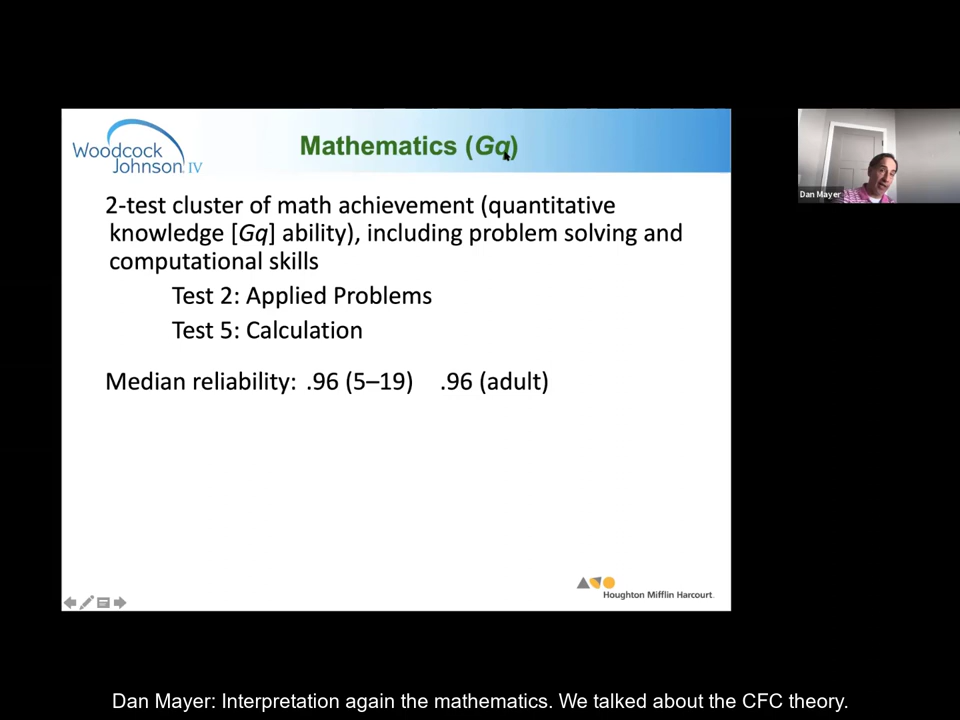 Woodcock
Johnson IV
Mathematics (Gq)
2-test cluster of math achievement (quantitative
knowledge [Gq] ability), including problem solving and
computational skills
Test 2: Applied Problems
Test 5: Calculation
Median reliability: .96 (5–19) .96 (adult)
Houghton Mifflin Harcourt.
Dan Mayer
Dan Mayer: Interpretation again the mathematics. We talked about the CFC theory.